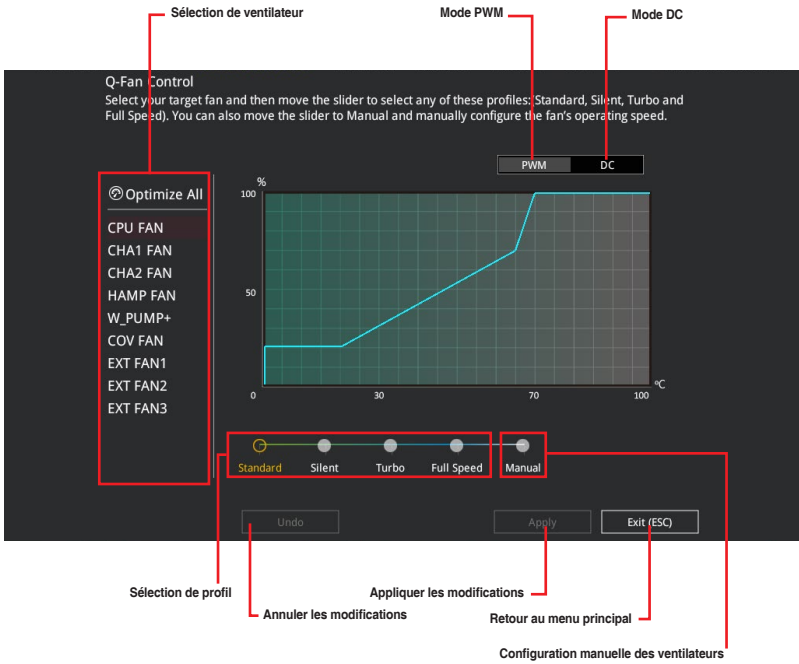 Sélection de ventilateur
Mode PWM
Mode DC
Q-Fan Control
Select your target fan and then move the slider to select any of these profiles: (Standard, Silent, Turbo and
Full Speed). You can also move the slider to Manual and manually configure the fan's operating speed.
PWM
DC
Optimize All
CPU FAN
CHA1 FAN
CHA2 FAN
HAMP FAN
W_PUMP+
COV FAN
EXT FAN1
EXT FAN2
EXT FAN3
%
100
50
0
30
70
100
ºC
Standard
Silent
Turbo
Full Speed
Manual
Undo
Apply
Exit (ESC)
Sélection de profil
Appliquer les modifications
Annuler les modifications
Retour au menu principal
Configuration manuelle des ventilateurs